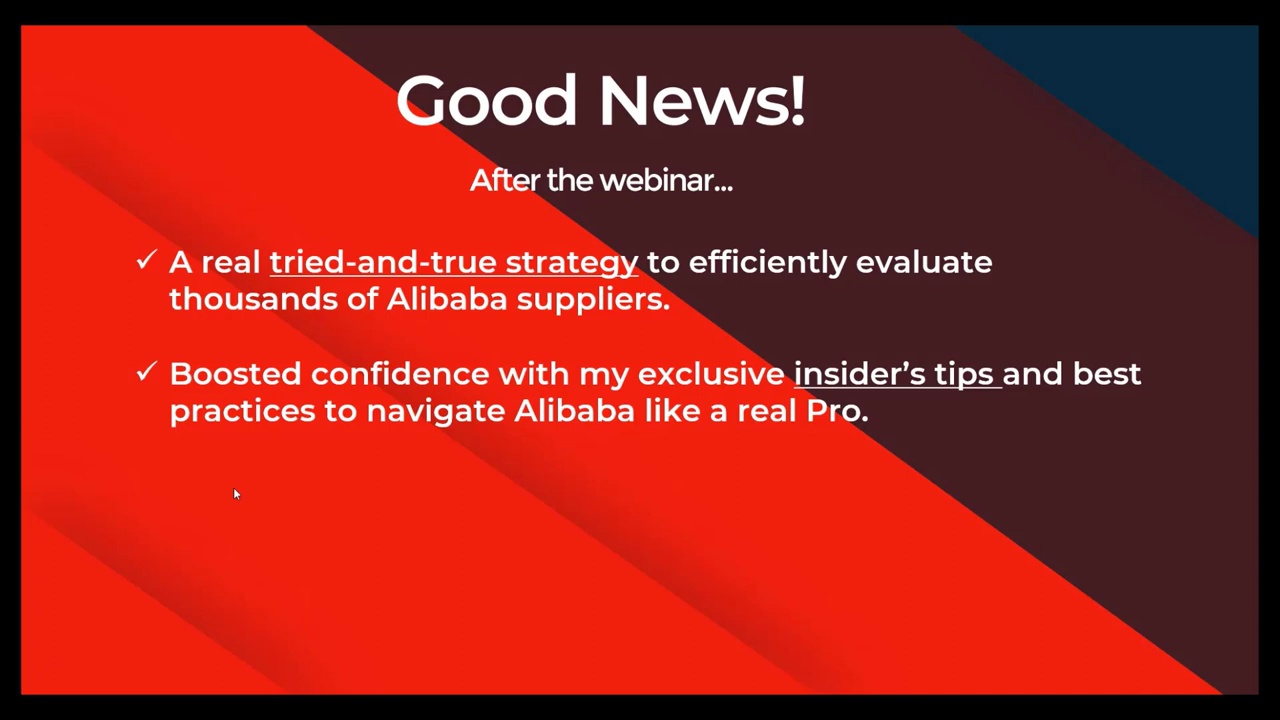 Good News!
After the webinar...
✓ A real tried-and-true strategy to efficiently evaluate
thousands of Alibaba suppliers.
✓ Boosted confidence with my exclusive insider’s tips and best
practices to navigate Alibaba like a real Pro.